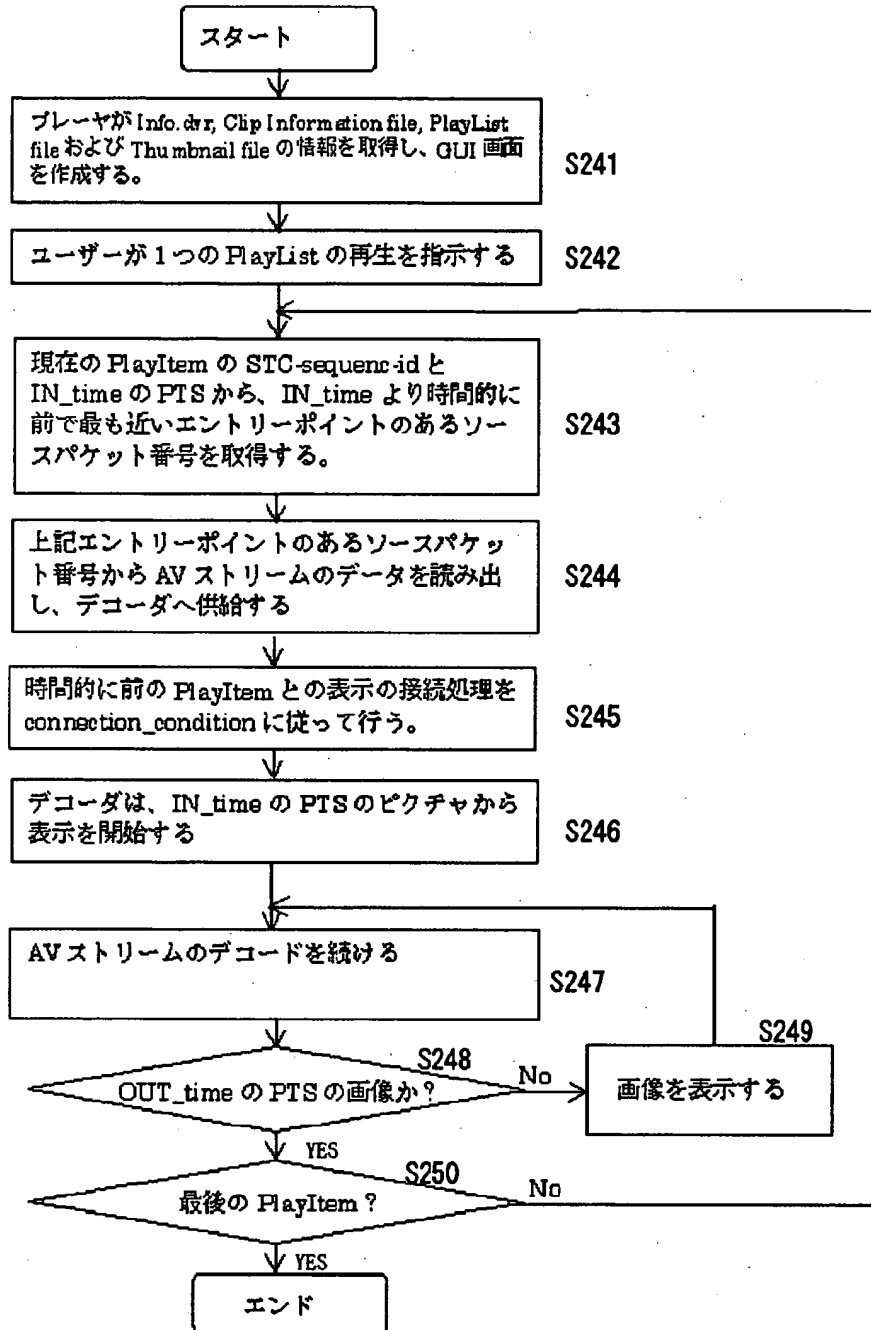 スタート
プレーヤが Info.dvr, Clip Information file, PlayList
file および Thumbnail file の情報を取得し、GUI 画面
を作成する。
S241
ユーザーが1つの PlayList の再生を指示する
S242
現在の PlayItem の STC-sequenc-id と
IN_time の PTS から、IN_time より時間的に
前で最も近いエントリーポイントのあるソー
スパケット番号を取得する。
S243
上記エントリーポイントのあるソースパケッ
ト番号から AV ストリームのデータを読み出
し、デコーダへ供給する
S244
時間的に前の PlayItem との表示の接続処理を
connection_condition に従って行う。
S245
デコーダは、IN_time の PTS のピクチャから
表示を開始する
S246
AV ストリームのデコードを続ける
S247
S248
OUT_time の PTS の画像か?
No
S249
画像を表示する
YES
S250
最後の PlayItem?
No
YES
エンド